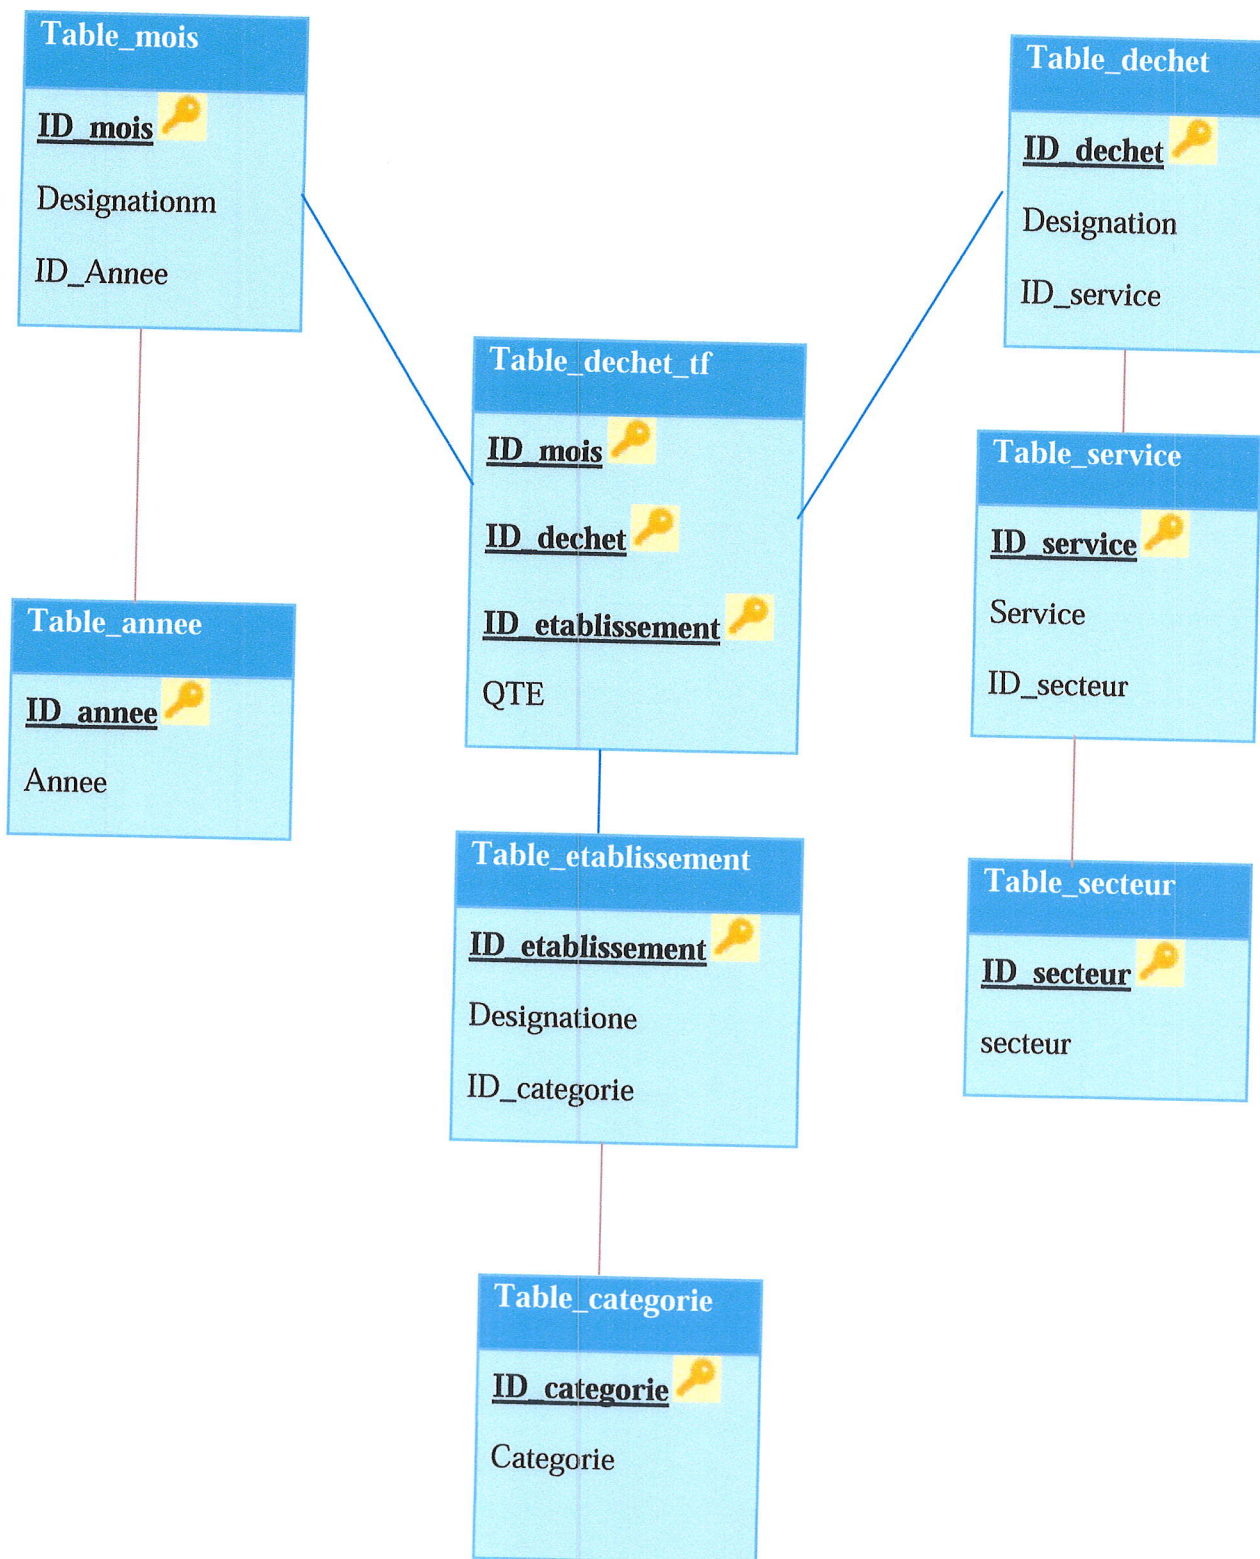 Table_mois
ID_mois
Designationm
ID_Annee
Table_dechet
ID_dechet
Designation
ID_service
Table_dechet_tf
ID_mois
ID_dechet
ID_etablissement
QTE
Table_service
ID_service
Service
ID_secteur
Table_annee
ID_annee
Annee
Table_etablissement
ID_etablissement
Designatione
ID_categorie
Table_secteur
ID_secteur
secteur
Table_categorie
ID_categorie
Categorie